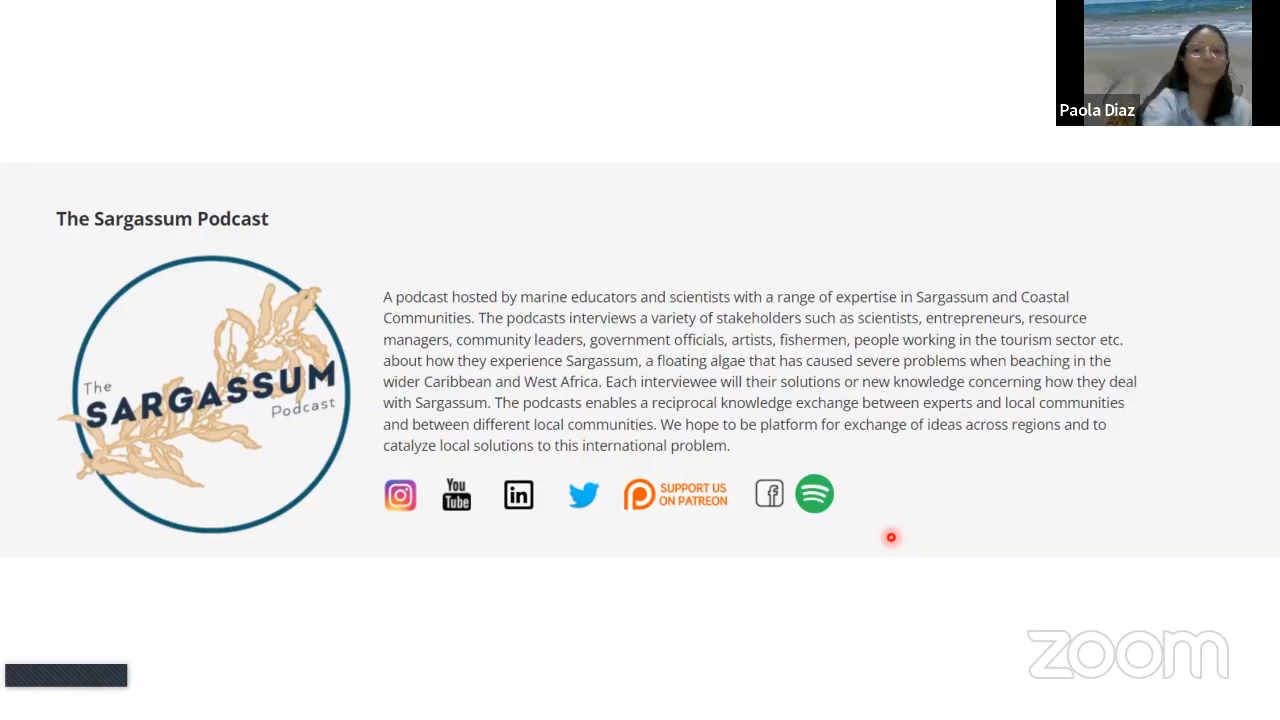 Paola Diaz
The Sargassum Podcast
The
SARGASSUM
Podcast
A podcast hosted by marine educators and scientists with a range of expertise in Sargassum and Coastal
Communities. The podcasts interviews a variety of stakeholders such as scientists, entrepreneurs, resource
managers, community leaders, government officials, artists, fishermen, people working in the tourism sector etc.
about how they experience Sargassum, a floating algae that has caused severe problems when beaching in the
wider Caribbean and West Africa. Each interviewee will their solutions or new knowledge concerning how they deal
with Sargassum. The podcasts enables a reciprocal knowledge exchange between experts and local communities
and between different local communities. We hope to be platform for exchange of ideas across regions and to
catalyze local solutions to this international problem.
You
Tube
in
SUPPORT US
ON PATREON
f
zoom